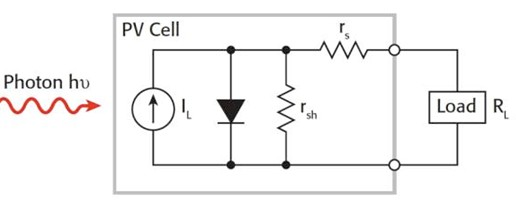 PV Cell
r_s
Photon hυ
I_L
r_sh
Load
R_L